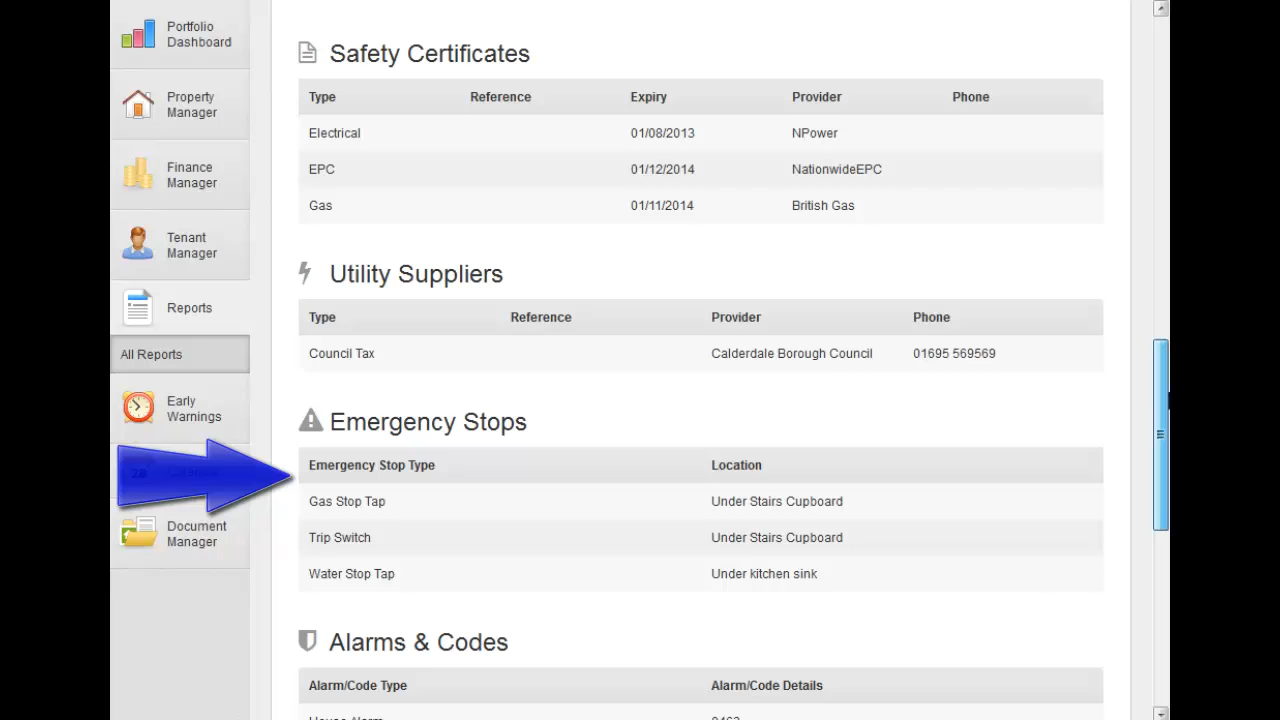 Portfolio
Dashboard
Property
Manager
Finance
Manager
Tenant
Manager
Reports
All Reports
Early
Warnings
28
Document
Manager
Safety Certificates
Type Reference Expiry Provider Phone
Electrical 01/08/2013 NPower
EPC 01/12/2014 NationwideEPC
Gas 01/11/2014 British Gas
Utility Suppliers
Type Reference Provider Phone
Council Tax Calderdale Borough Council 01695 569569
Emergency Stops
Emergency Stop Type Location
Gas Stop Tap Under Stairs Cupboard
Trip Switch Under Stairs Cupboard
Water Stop Tap Under kitchen sink
Alarms & Codes
Alarm/Code Type Alarm/Code Details